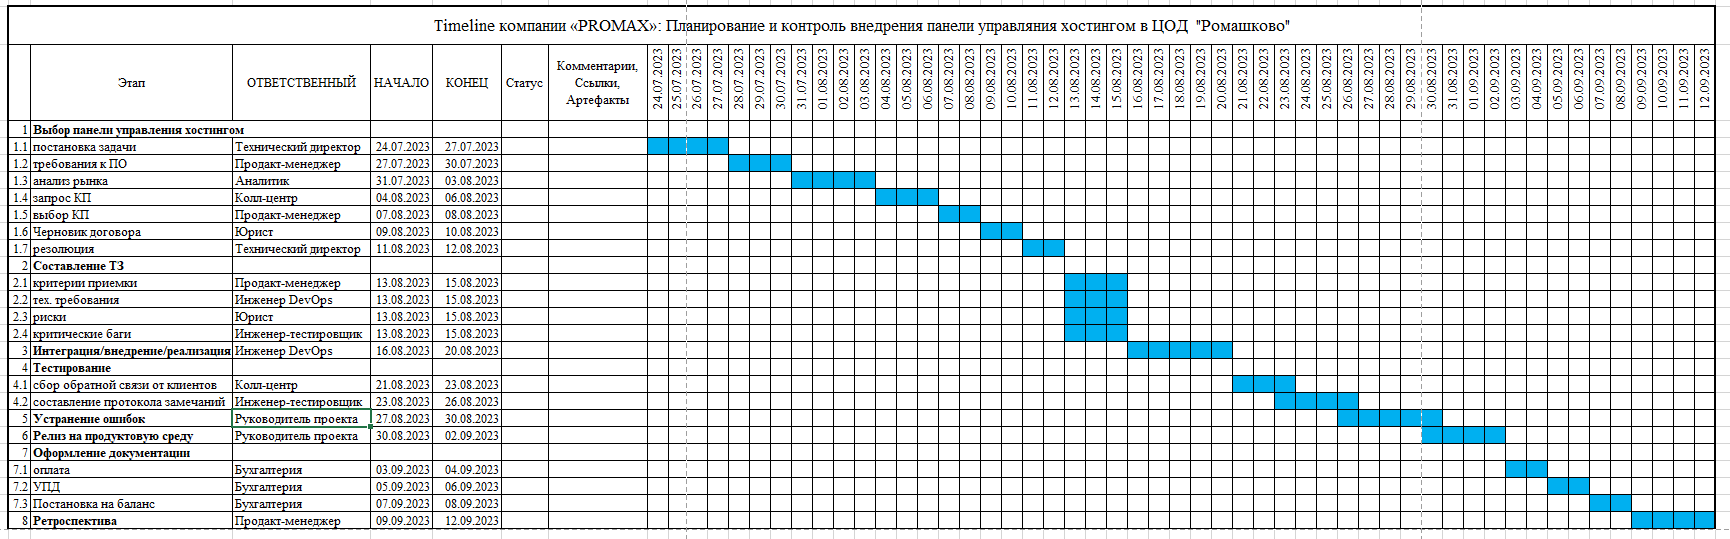 Timeline компании «PROMAX»: Планирование и контроль внедрения панели управляния хостингом в ЦОД "Ромашково"
Этап ОТВЕТСТВЕННЫЙ НАЧАЛО КОНЕЦ Статус Комментарии,
Ссылки,
Артефакты
24.07.2023
25.07.2023
26.07.2023
27.07.2023
28.07.2023
29.07.2023
30.07.2023
31.07.2023
01.08.2023
02.08.2023
03.08.2023
04.08.2023
05.08.2023
06.08.2023
07.08.2023
08.08.2023
09.08.2023
10.08.2023
11.08.2023
12.08.2023
13.08.2023
14.08.2023
15.08.2023
16.08.2023
17.08.2023
18.08.2023
19.08.2023
20.08.2023
21.08.2023
22.08.2023
23.08.2023
24.08.2023
25.08.2023
26.08.2023
27.08.2023
28.08.2023
29.08.2023
30.08.2023
31.08.2023
01.09.2023
02.09.2023
03.09.2023
04.09.2023
05.09.2023
06.09.2023
07.09.2023
08.09.2023
09.09.2023
10.09.2023
11.09.2023
12.09.2023
1 Выбор панели управления хостингом
1.1 постановка задачи Технический директор 24.07.2023 27.07.2023
1.2 требования к ПО Продакт-менеджер 27.07.2023 30.07.2023
1.3 анализ рынка Аналитик 31.07.2023 03.08.2023
1.4 запрос КП Колл-центр 04.08.2023 06.08.2023
1.5 выбор КП Продакт-менеджер 07.08.2023 08.08.2023
1.6 Черновик договора Юрист 09.08.2023 10.08.2023
1.7 резолюция Технический директор 11.08.2023 12.08.2023
2 Составление ТЗ
2.1 критерии приемки Продакт-менеджер 13.08.2023 15.08.2023
2.2 тех. требования Инженер DevOps 13.08.2023 15.08.2023
2.3 риски Юрист 13.08.2023 15.08.2023
2.4 критические баги Инженер-тестировщик 13.08.2023 15.08.2023
3 Интеграция/внедрение/реализация Инженер DevOps 16.08.2023 20.08.2023
4 Тестирование
4.1 сбор обратной связи от клиентов Колл-центр 21.08.2023 23.08.2023
4.2 составление протокола замечаний Инженер-тестировщик 23.08.2023 26.08.2023
5 Устранение ошибок Руководитель проекта 27.08.2023 30.08.2023
6 Релиз на продуктовую среду Руководитель проекта 30.08.2023 02.09.2023
7 Оформление документации
7.1 оплата Бухгалтерия 03.09.2023 04.09.2023
7.2 УПД Бухгалтерия 05.09.2023 06.09.2023
7.3 Постановка на баланс Бухгалтерия 07.09.2023 08.09.2023
8 Ретроспектива Продакт-менеджер 09.09.2023 12.09.2023